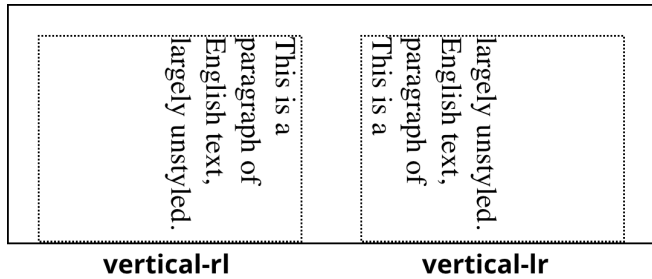 This is a
paragraph of
English text,
largely unstyled.
This is a
paragraph of
English text,
largely unstyled.
vertical-rl
vertical-lr